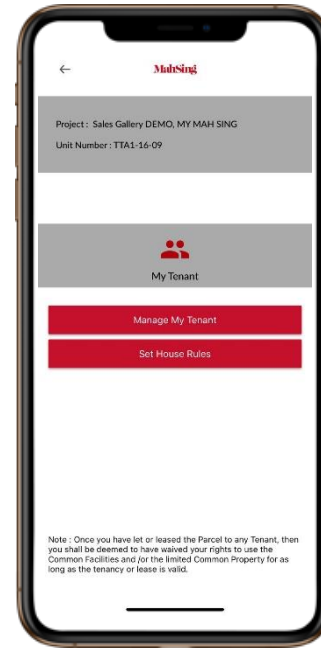 MahSing
Project : Sales Gallery DEMO, MY MAH SING
Unit Number : TTA1-16-09
My Tenant
Manage My Tenant
Set House Rules
Note : Once you have let or leased the Parcel to any Tenant, then
you shall be deemed to have waived your rights to use the
Common Facilities and /or the limited Common Property for as
long as the tenancy or lease is valid.